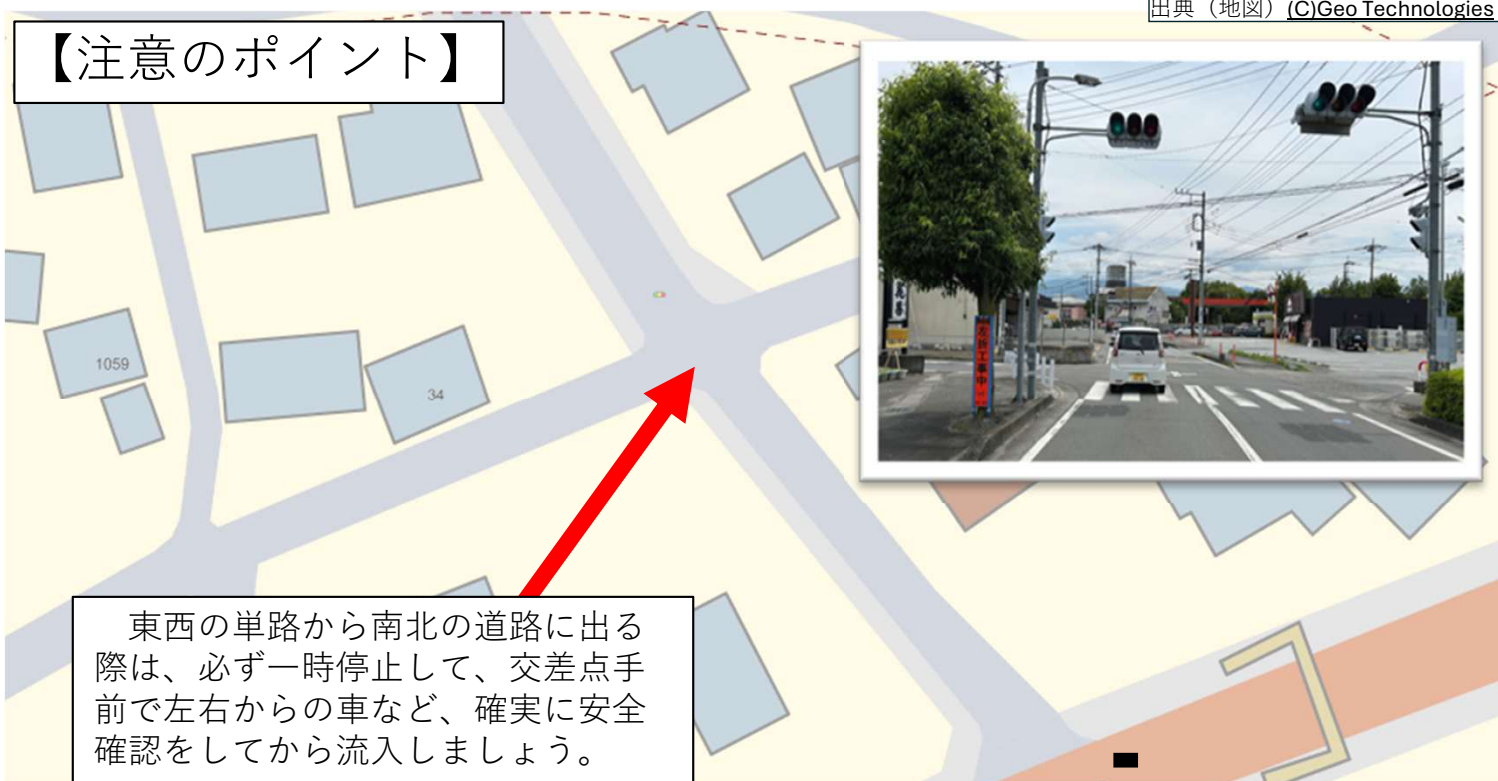 出典（地図）(C)Geo Technologies
【注意のポイント】
1059
34
東西の単路から南北の道路に出る
際は、必ず一時停止して、交差点手
前で左右からの車など、確実に安全
確認をしてから流入しましょう。